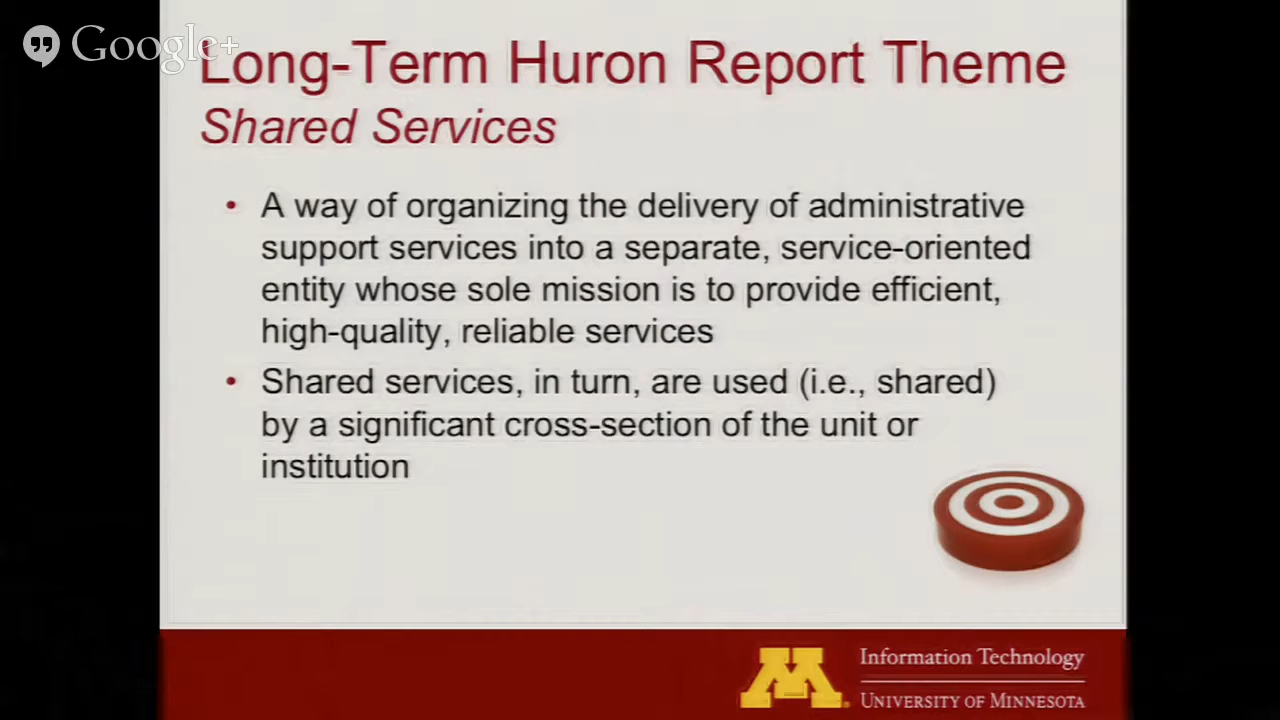 Google+
Long-Term Huron Report Theme
Shared Services
• A way of organizing the delivery of administrative
support services into a separate, service-oriented
entity whose sole mission is to provide efficient,
high-quality, reliable services
• Shared services, in turn, are used (i.e., shared)
by a significant cross-section of the unit or
institution
M
Information Technology
UNIVERSITY OF MINNESOTA